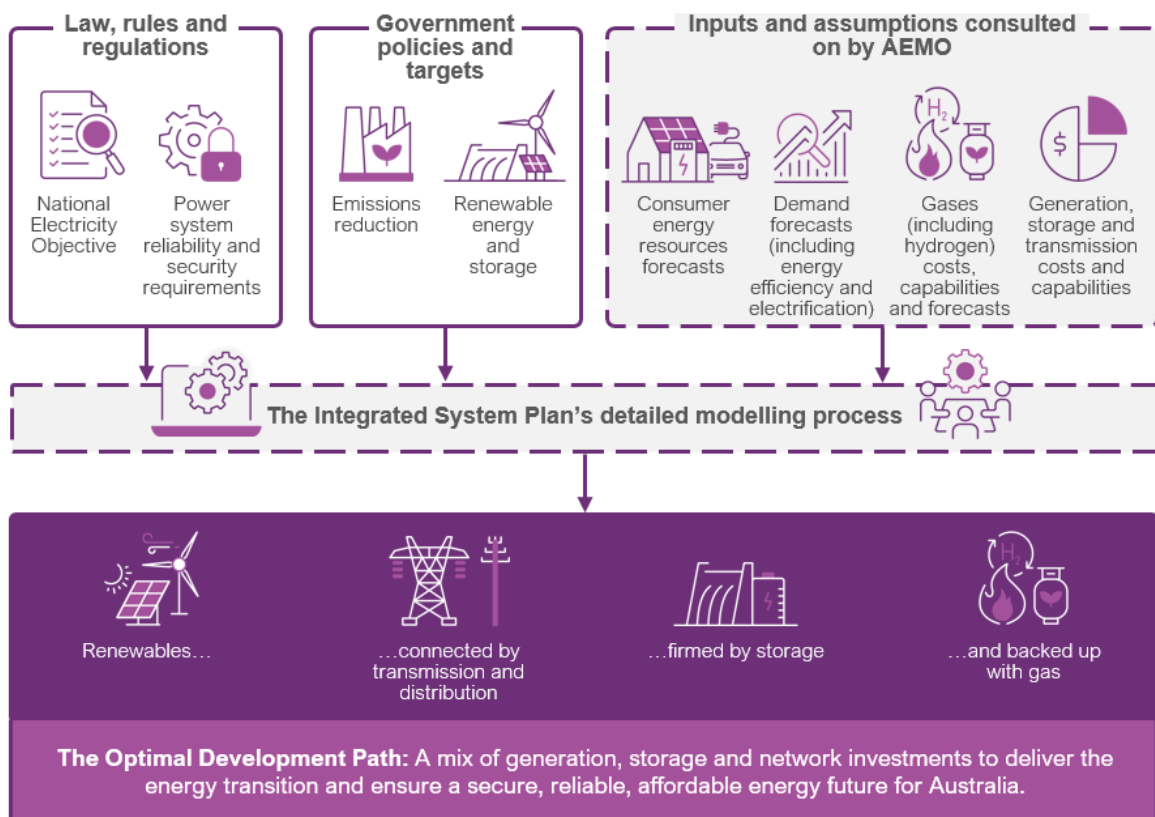 Law, rules and
regulations
National
Electricity
Objective
Power
system
reliability and
security
requirements
Government
policies and
targets
Emissions
reduction
Renewable
energy
and
storage
Inputs and assumptions consulted
on by AEMO
Consumer
energy
resources
forecasts
Demand
forecasts
(including
energy
efficiency and
electrification)
H₂
Gases
(including
hydrogen)
costs,
capabilities
and forecasts
$
Generation,
storage and
transmission
costs and
capabilities
The Integrated System Plan’s detailed modelling process
Renewables…
…connected by
transmission and
distribution
…firmed by storage
H₂
…and backed up
with gas
The Optimal Development Path: A mix of generation, storage and network investments to deliver the
energy transition and ensure a secure, reliable, affordable energy future for Australia.